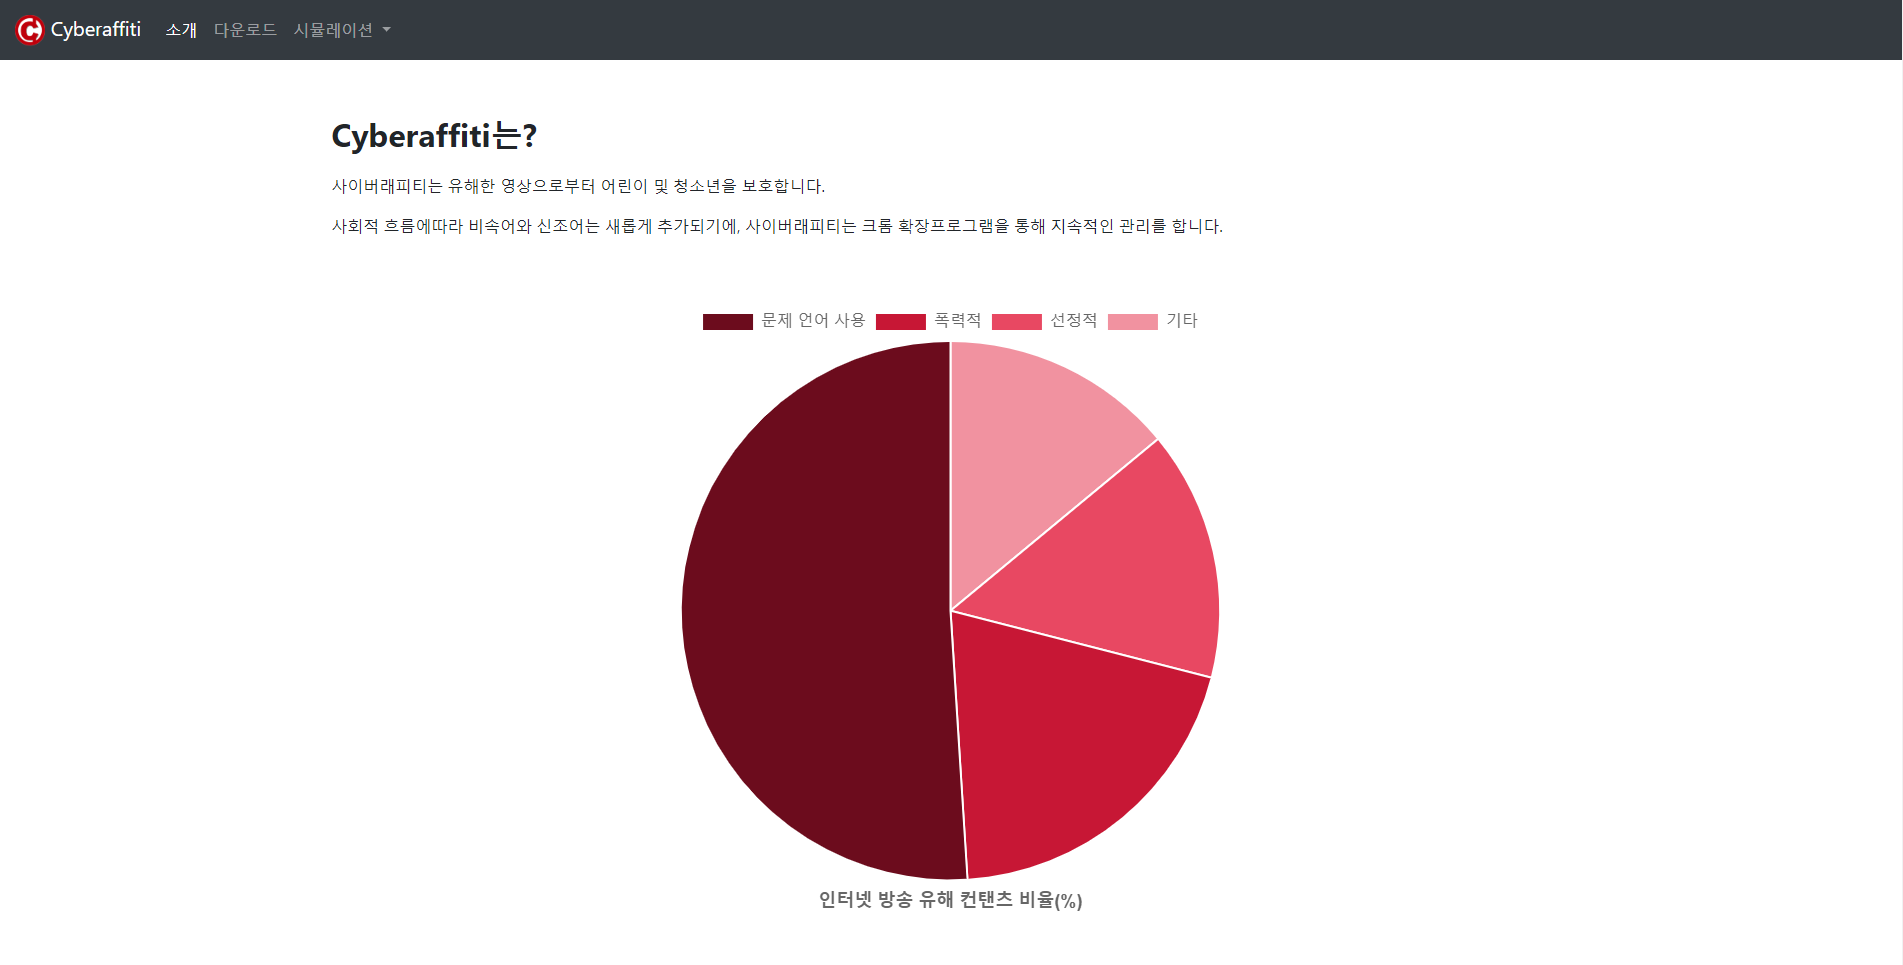 Cyberaffiti 소개 다운로드 시뮬레이션
Cyberaffiti는?
사이버래피티는 유해한 영상으로부터 어린이 및 청소년을 보호합니다.
사회적 흐름에따라 비속어와 신조어는 새롭게 추가되기에, 사이버래피티는 크롬 확장프로그램을 통해 지속적인 관리를 합니다.
문제 언어 사용 폭력적 선정적 기타
인터넷 방송 유해 컨탠츠 비율(%)